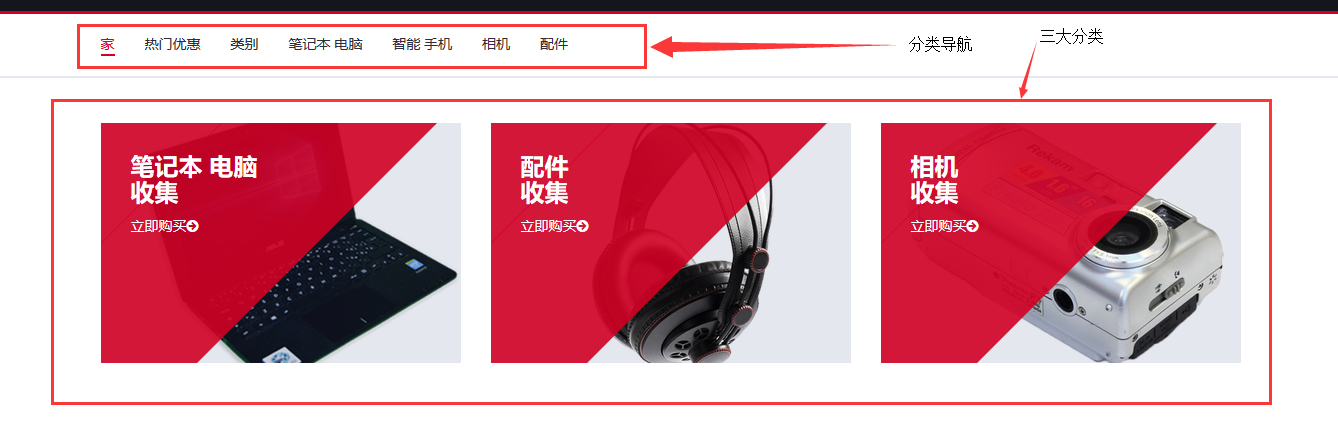 家 热门优惠 类别 笔记本 电脑 智能 手机 相机 配件
分类导航
三大分类
笔记本 电脑
收集
立即购买
配件
收集
立即购买
相机
收集
立即购买
Rekam